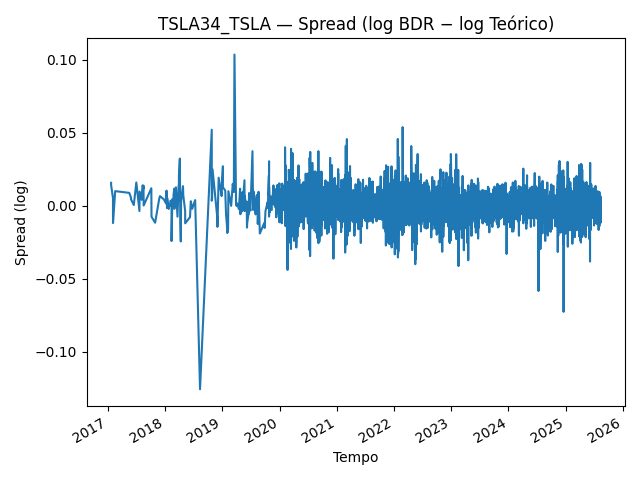 TSLA34_TSLA — Spread (log BDR − log Teórico)
0.10
0.05
0.00
−0.05
−0.10
Spread (log)
2017 2018 2019 2020 2021 2022 2023 2024 2025 2026
Tempo